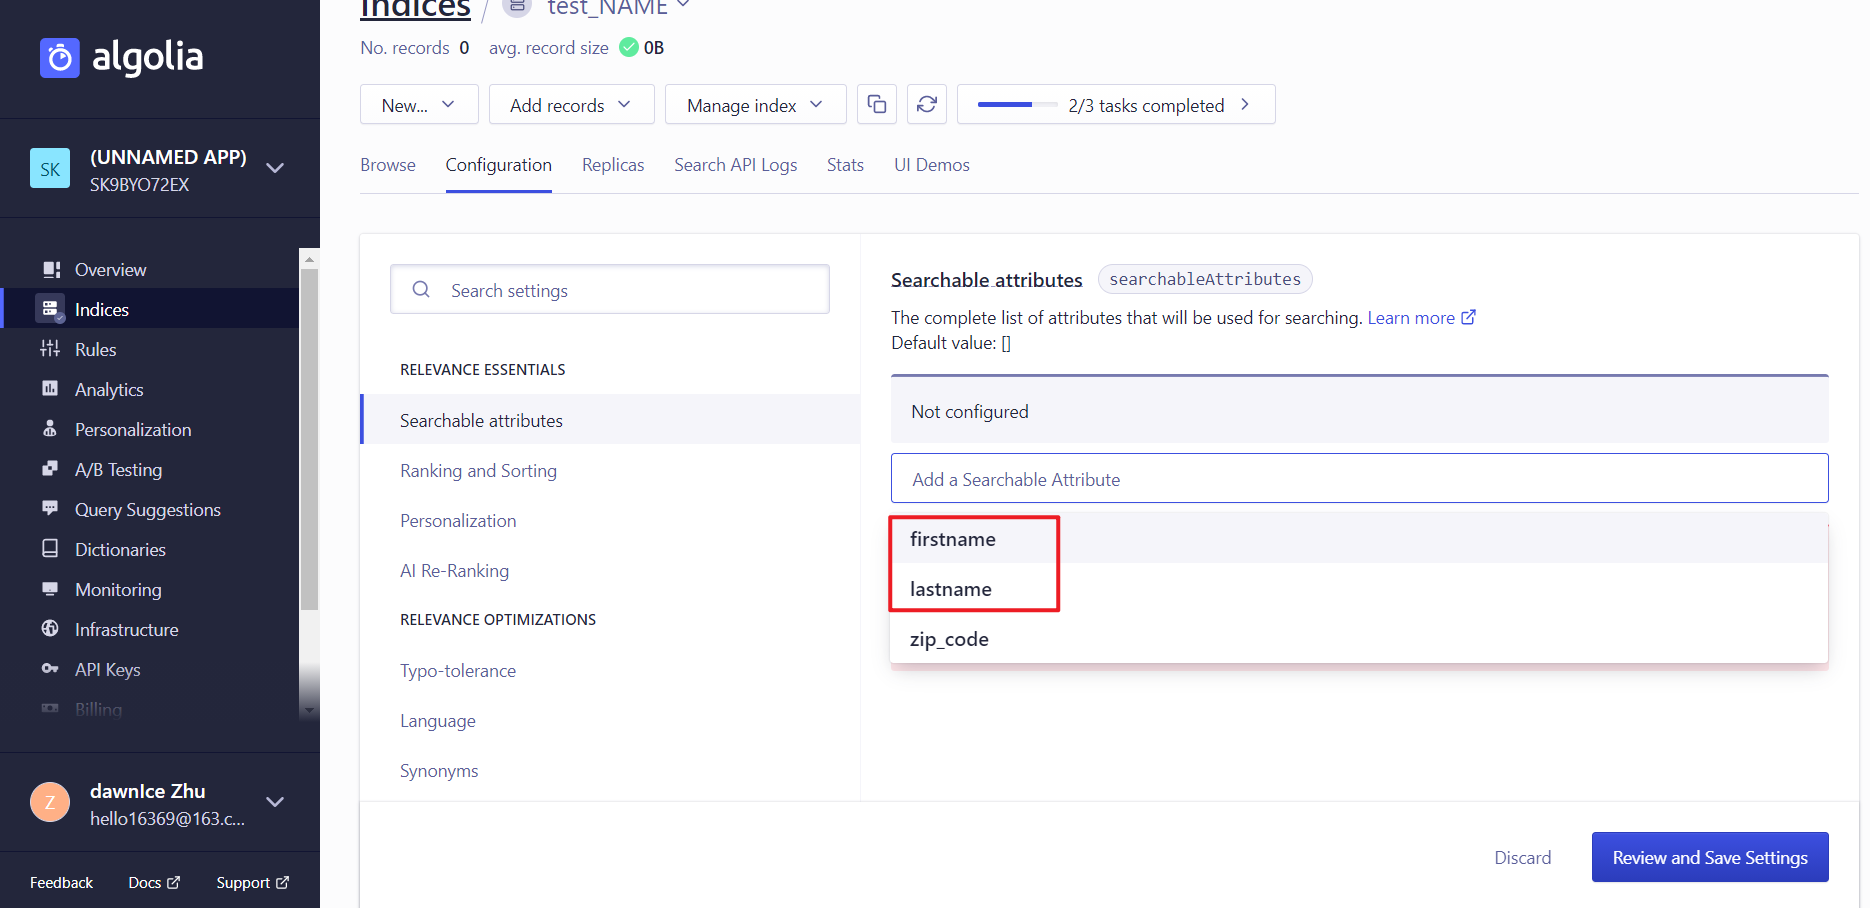 algolia
SK
(UNNAMED APP)
SK9BYO72EX
Overview
Indices
Rules
Analytics
Personalization
A/B Testing
Query Suggestions
Dictionaries
Monitoring
Infrastructure
API Keys
Billing
Z
dawnIce Zhu
hello16369@163.c...
Feedback Docs Support
Indices / test_NAME
No. records 0 avg. record size 0B
New... Add records Manage index 2/3 tasks completed
Browse Configuration Replicas Search API Logs Stats UI Demos
Search settings
RELEVANCE ESSENTIALS
Searchable attributes
Ranking and Sorting
Personalization
AI Re-Ranking
RELEVANCE OPTIMIZATIONS
Typo-tolerance
Language
Synonyms
Searchable attributes searchableAttributes
The complete list of attributes that will be used for searching. Learn more
Default value: []
Not configured
Add a Searchable Attribute
firstname
lastname
zip_code
Discard Review and Save Settings